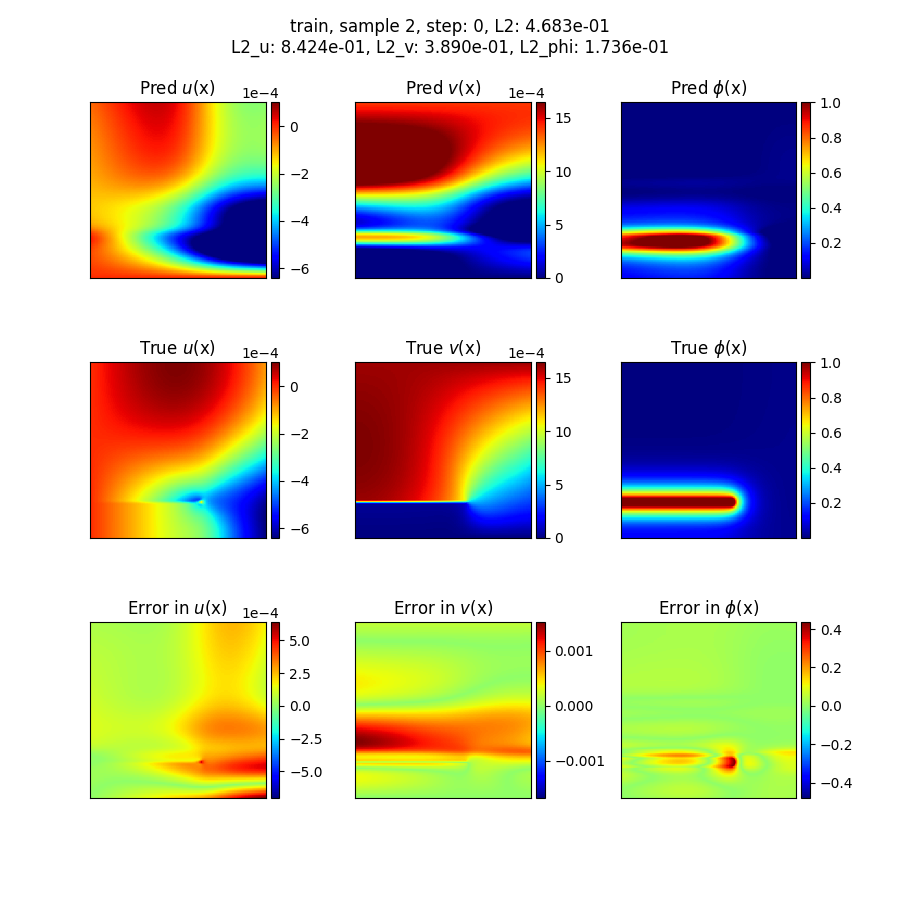 train, sample 2, step: 0, L2: 4.683e-01
L2_u: 8.424e-01, L2_v: 3.890e-01, L2_phi: 1.736e-01
Pred u(x)
1e−4
0
−2
−4
−6
Pred v(x)
1e−4
15
10
5
0
Pred ϕ(x)
1.0
0.8
0.6
0.4
0.2
True u(x)
1e−4
0
−2
−4
−6
True v(x)
1e−4
15
10
5
0
True ϕ(x)
1.0
0.8
0.6
0.4
0.2
Error in u(x)
1e−4
5.0
2.5
0.0
−2.5
−5.0
Error in v(x)
0.001
0.000
−0.001
Error in ϕ(x)
0.4
0.2
0.0
−0.2
−0.4